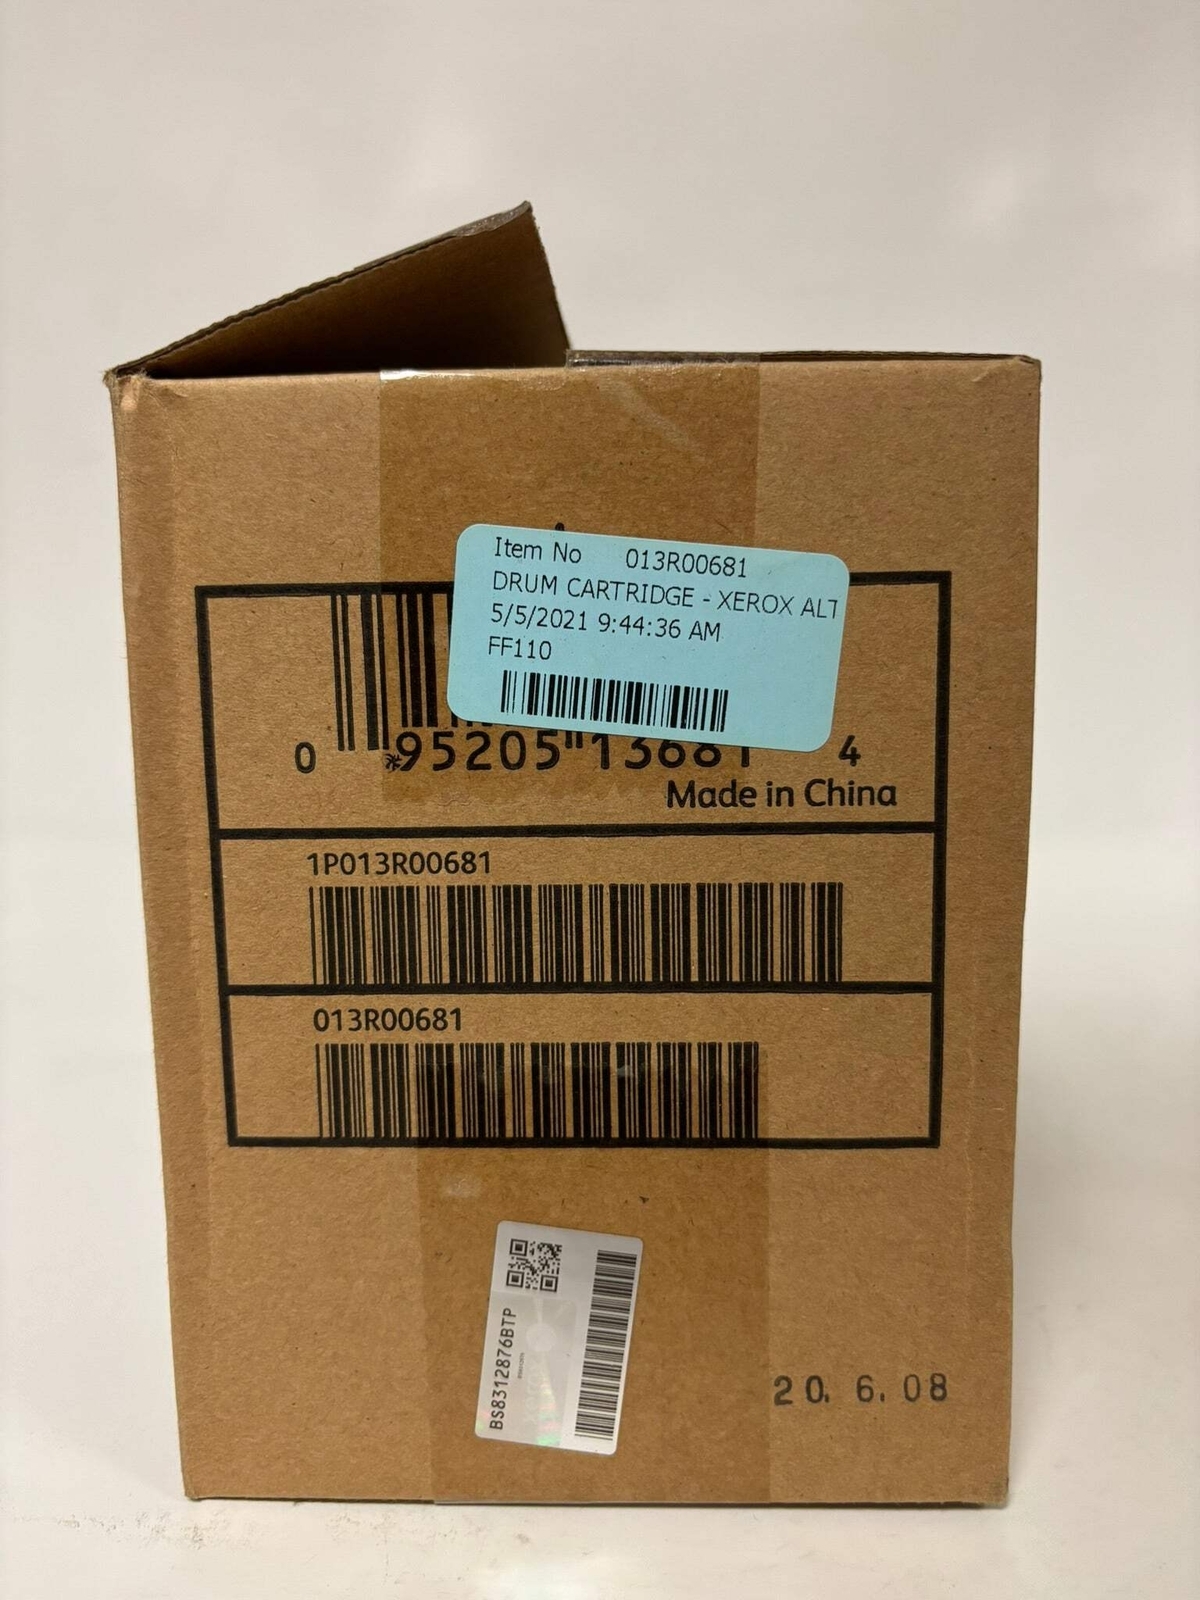 Item No 013R00681
DRUM CARTRIDGE - XEROX ALT
5/5/2021 9:44:36 AM
FF110
0 95205 13681 4
Made in China
1P013R00681
013R00681
BS8312876BTP
20. 6. 08